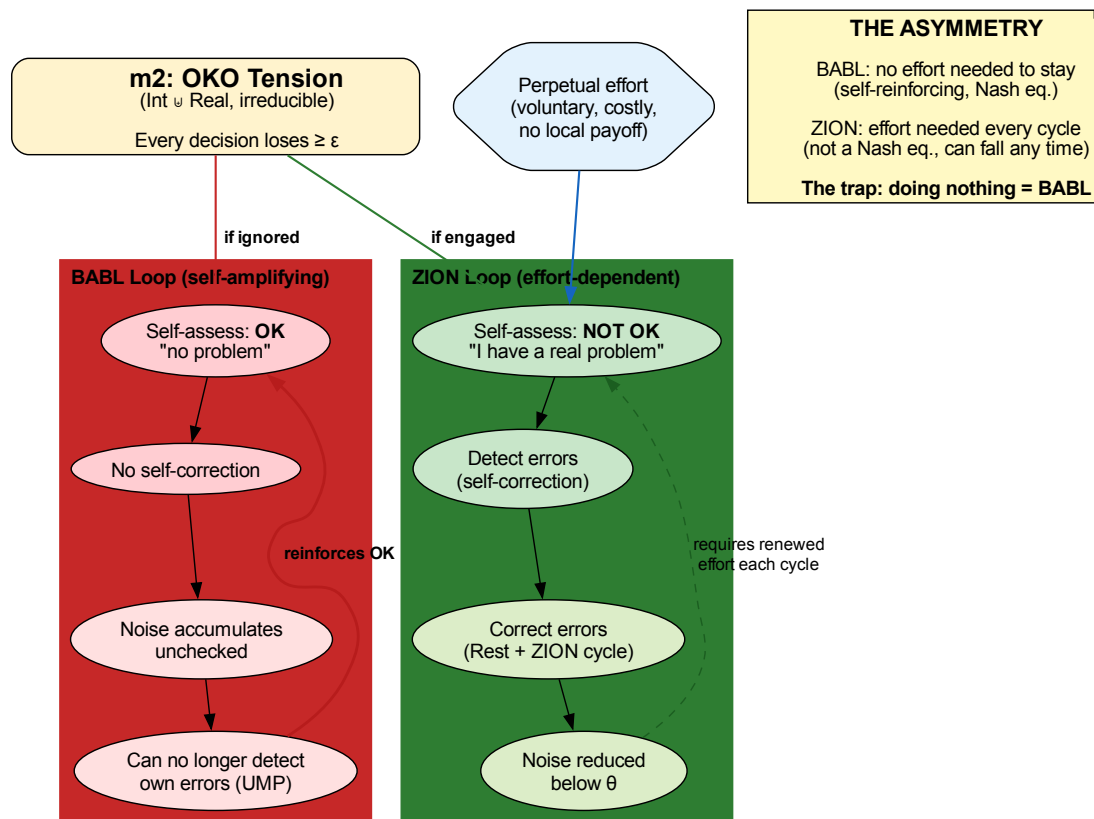 m2: OKO Tension
(Int ⊎ Real, irreducible)
Every decision loses ≥ ε
Perpetual effort
(voluntary, costly,
no local payoff)
THE ASYMMETRY
BABL: no effort needed to stay
(self-reinforcing, Nash eq.)
ZION: effort needed every cycle
(not a Nash eq., can fall any time)
The trap: doing nothing = BABL
if ignored
if engaged
BABL Loop (self-amplifying)
Self-assess: OK
"no problem"
No self-correction
reinforces OK
Noise accumulates
unchecked
Can no longer detect
own errors (UMP)
ZION Loop (effort-dependent)
Self-assess: NOT OK
"I have a real problem"
Detect errors
(self-correction)
requires renewed
effort each cycle
Correct errors
(Rest + ZION cycle)
Noise reduced
below θ